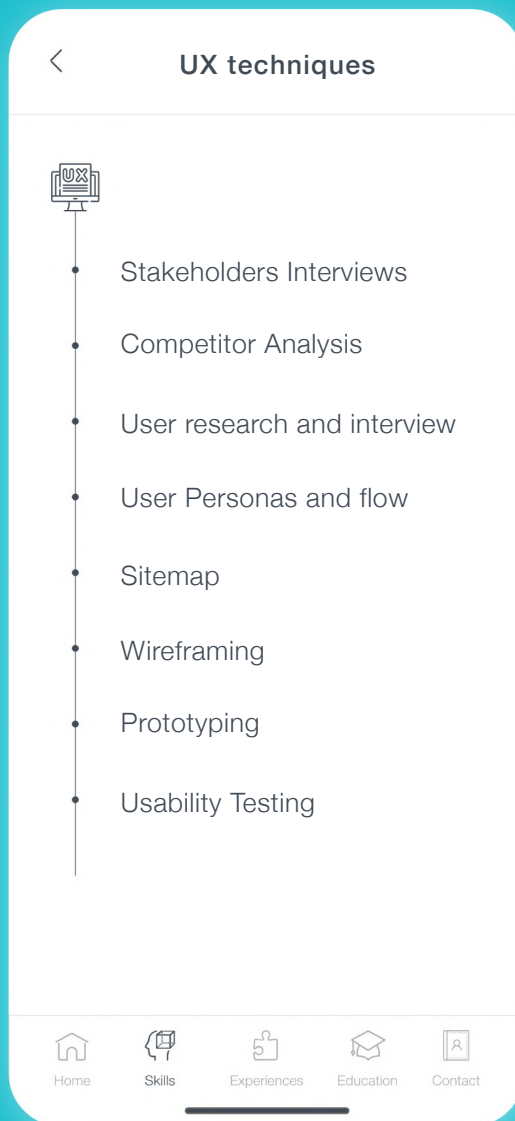 UX techniques
UX
Stakeholders Interviews
Competitor Analysis
User research and interview
User Personas and flow
Sitemap
Wireframing
Prototyping
Usability Testing
Home Skills Experiences Education Contact